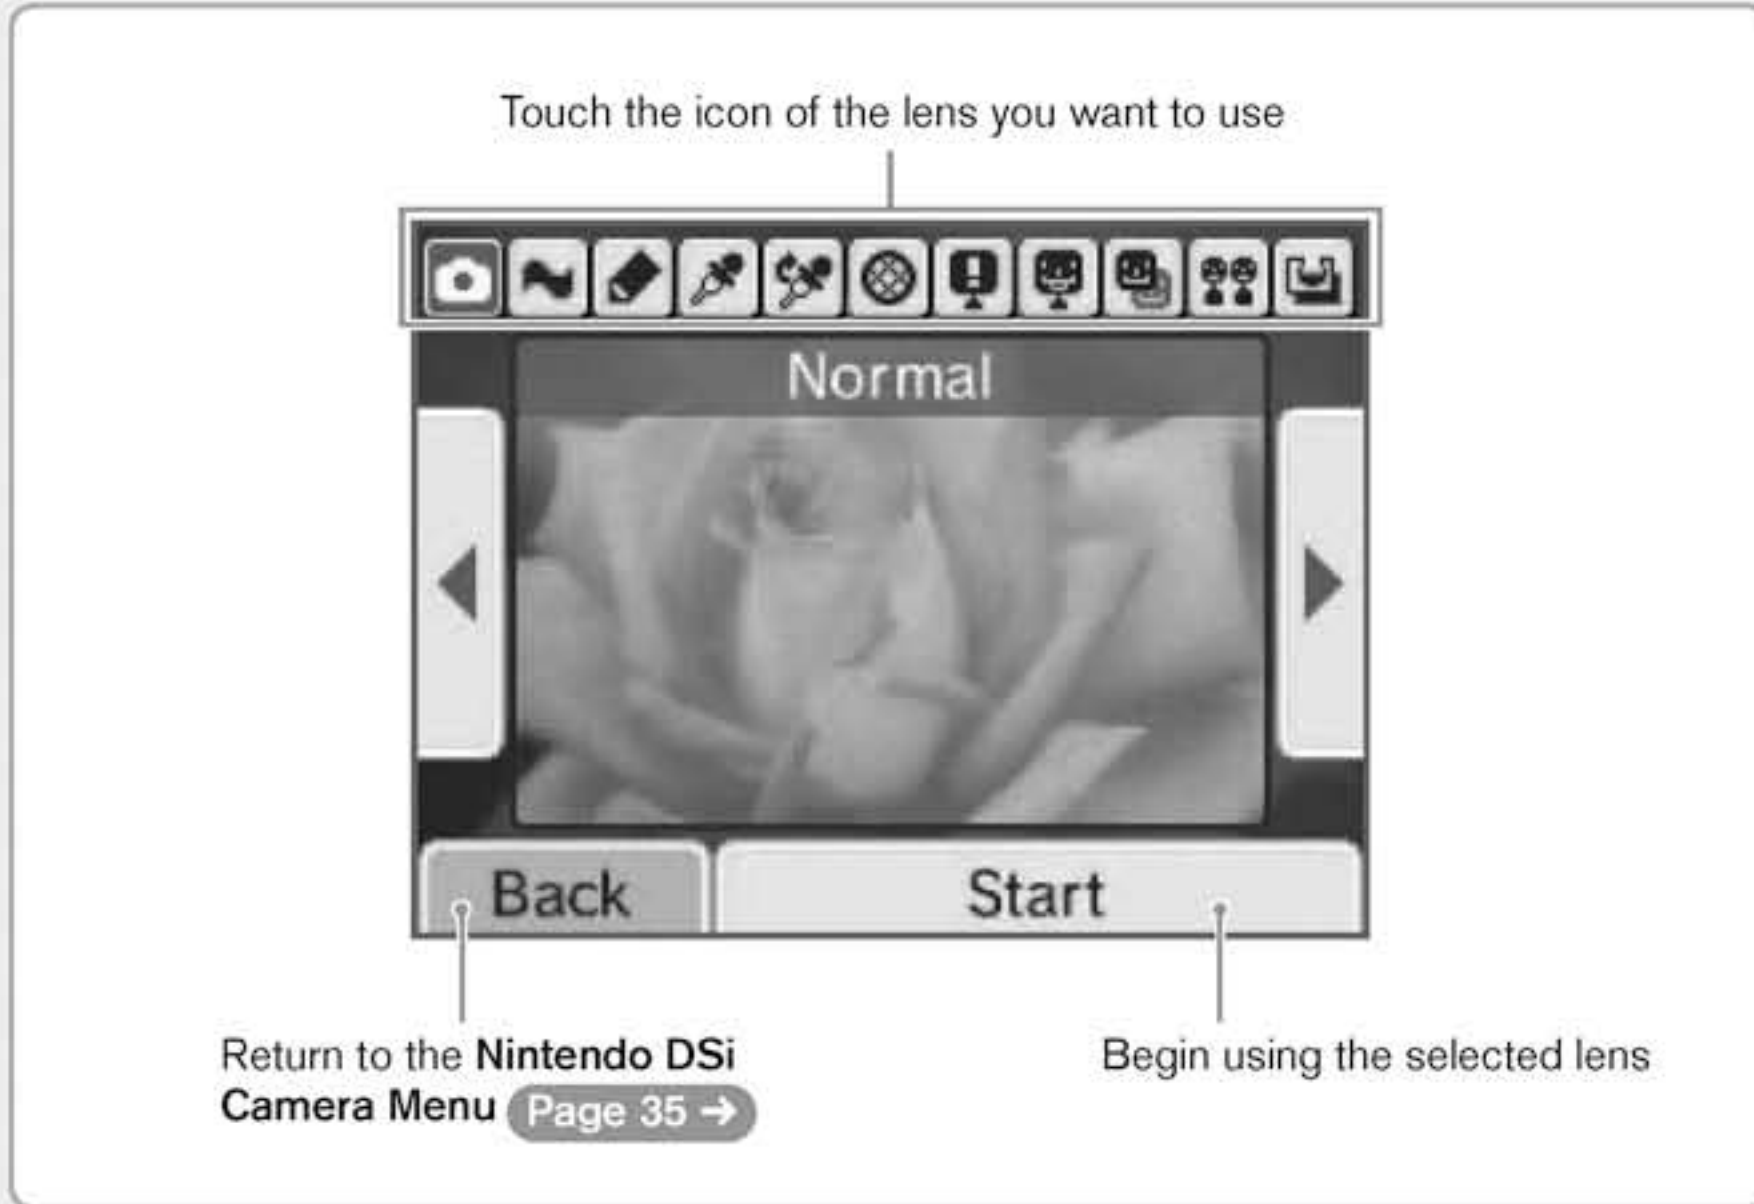 Touch the icon of the lens you want to use
Normal
Back
Start
Return to the Nintendo DSi
Camera Menu Page 35 →
Begin using the selected lens